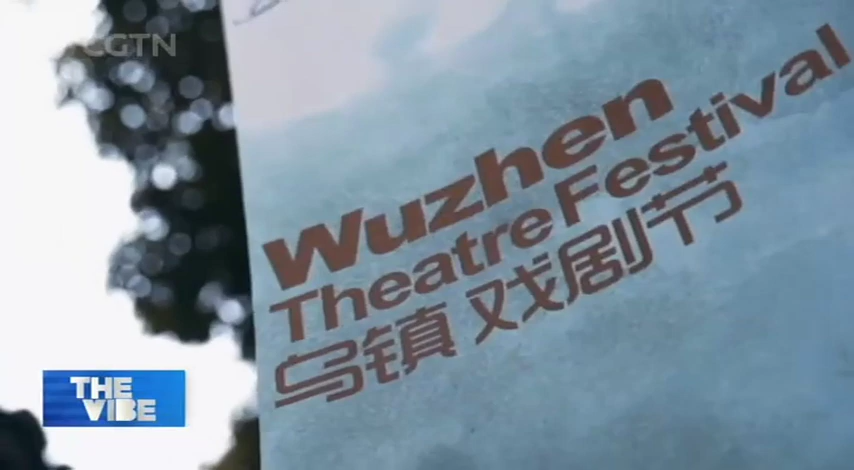 CGTN
Wuzhen
Theatre Festival
乌镇 戏剧节
THE
VIBE